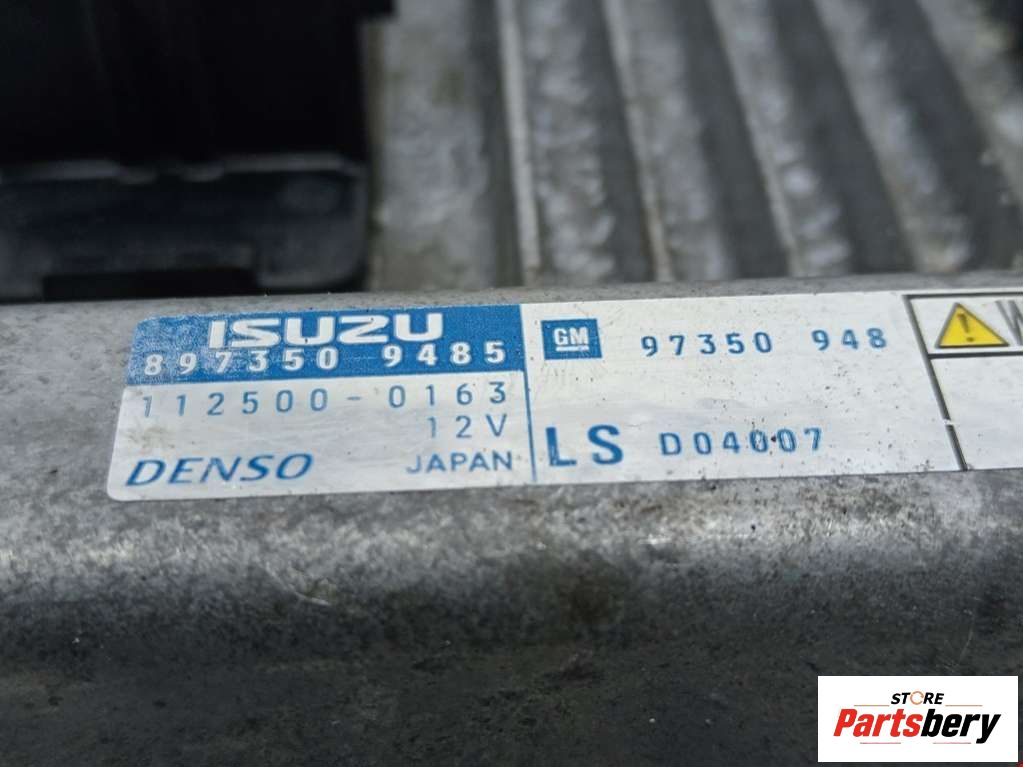 ISUZU
897350 9485
112500-0163
12V
DENSO JAPAN
GM 97350 948
LS D04007
STORE
Partsbery